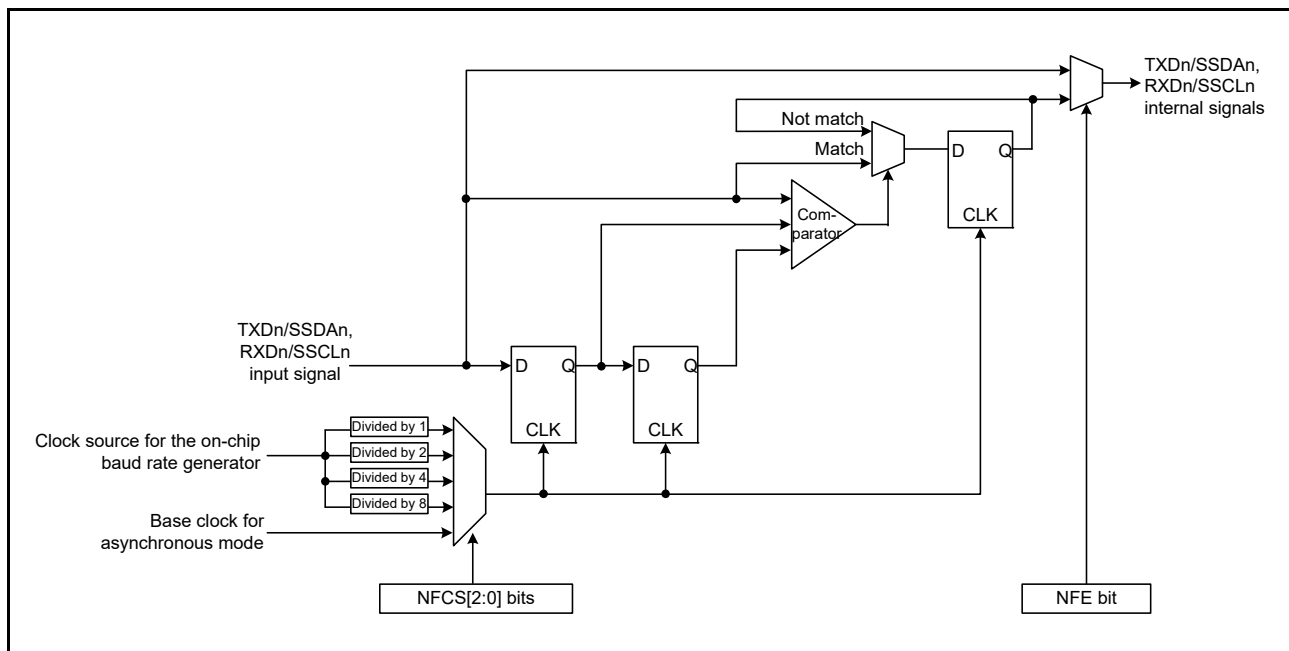 TXDn/SSDAn,
RXDn/SSCLn
internal signals
Not match
Match
D
Q
CLK
Com-
parator
TXDn/SSDAn,
RXDn/SSCLn
input signal
D
Q
CLK
D
Q
CLK
Clock source for the on-chip
baud rate generator
Divided by 1
Divided by 2
Divided by 4
Divided by 8
Base clock for
asynchronous mode
NFCS[2:0] bits
NFE bit